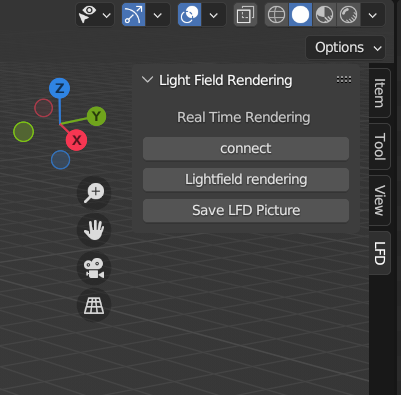 Options
Light Field Rendering
Real Time Rendering
connect
Lightfield rendering
Save LFD Picture
Item
Tool
View
LFD
Z
Y
X